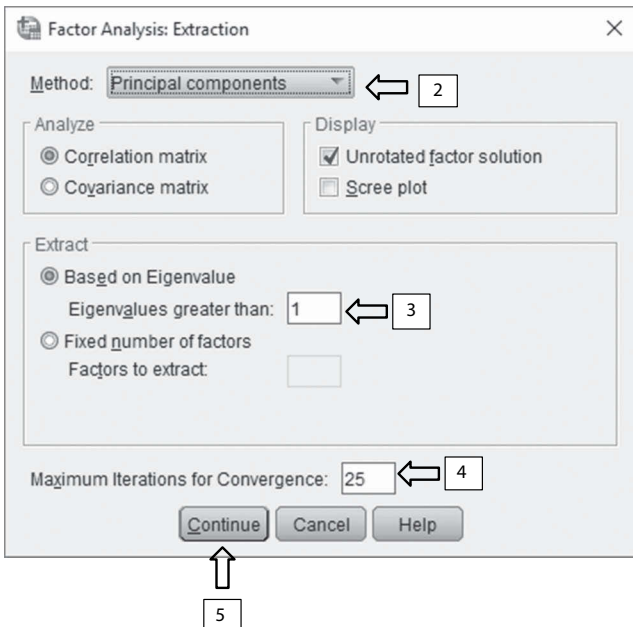 Factor Analysis: Extraction
Method: Principal components
2
Analyze
Correlation matrix
Covariance matrix
Display
Unrotated factor solution
Scree plot
Extract
Based on Eigenvalue
Eigenvalues greater than: 1
3
Fixed number of factors
Factors to extract:
Maximum Iterations for Convergence: 25
4
Continue Cancel Help
5